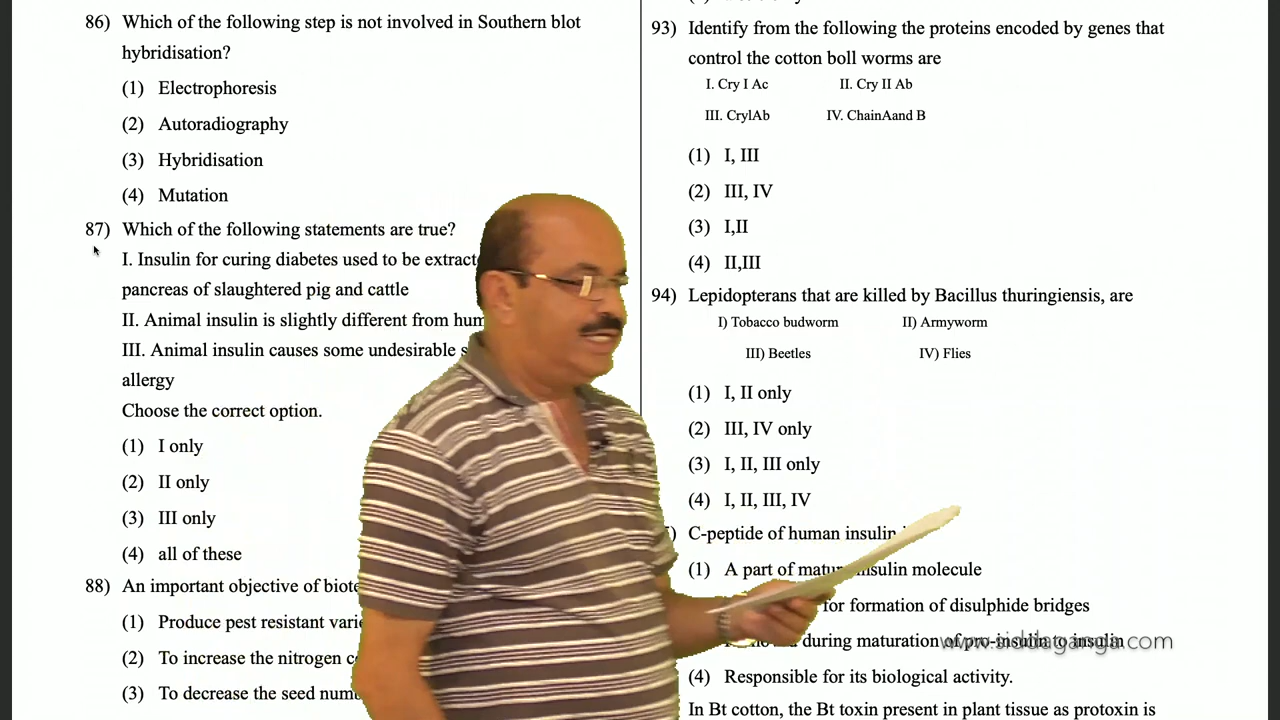 86) Which of the following step is not involved in Southern blot
hybridisation?
(1) Electrophoresis
(2) Autoradiography
(3) Hybridisation
(4) Mutation
87) Which of the following statements are true?
I. Insulin for curing diabetes used to be
pancreas of slaughtered pig and cattle
II. Animal insulin is slightly different from
III. Animal insulin causes some undesirable
allergy
Choose the correct option.
(1) I only
(2) II only
(3) III only
(4) all of these
88) An important objective of
(1) Produce pest resistant
(2) To increase the nitrogen
(3) To decrease the seed
93) Identify from the following the proteins encoded by genes that
control the cotton boll worms are
I. Cry I Ac II. Cry II Ab
III. CrylAb IV. ChainAand B
(1) I, III
(2) III, IV
(3) I,II
(4) II,III
94) Lepidopterans that are killed by Bacillus thuringiensis, are
I) Tobacco budworm II) Armyworm
III) Beetles IV) Flies
(1) I, II only
(2) III, IV only
(3) I, II, III only
(4) I, II, III, IV
C-peptide of human insulin
(1) A part of mature insulin molecule
for formation of disulphide bridges
during maturation of pro-insulin to insulin
www.siddaganga.com
(4) Responsible for its biological activity.
In Bt cotton, the Bt toxin present in plant tissue as protoxin is